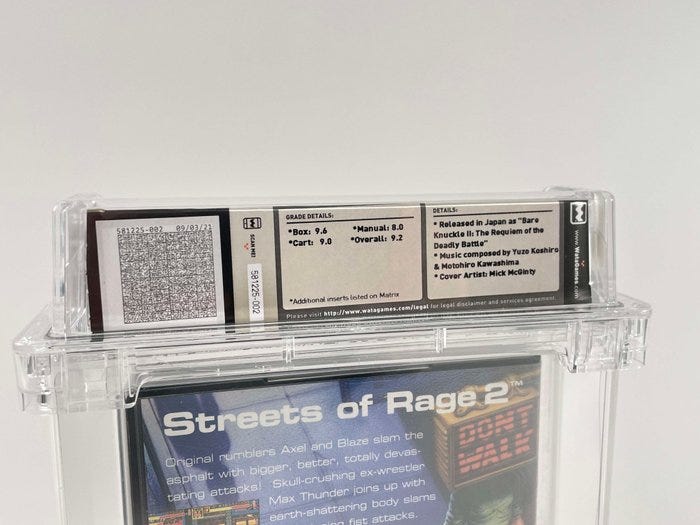 581225-002 09/03/21
SCAN ME!
581225-002
GRADE DETAILS:
*Box: 9.6 *Manual: 8.0
*Cart: 9.0 *Overall: 9.2
*Additional inserts listed on Matrix
DETAILS:
* Released in Japan as "Bare
Knuckle II: The Requiem of the
Deadly Battle"
* Music composed by Yuzo Koshiro
& Motohiro Kawashima
* Cover Artist: Mick McGinty
www.WataGames.com
Please visit http://www.watagames.com/legal for legal disclaimer and services agreement.
Streets of Rage 2™
Original rumblers Axel and Blaze slam the
asphalt with bigger, better, totally devas-
tating attacks! Skull-crushing ex-wrestler
Max Thunder joins up with
earth-shattering body slams
fist attacks.
DONT
WALK